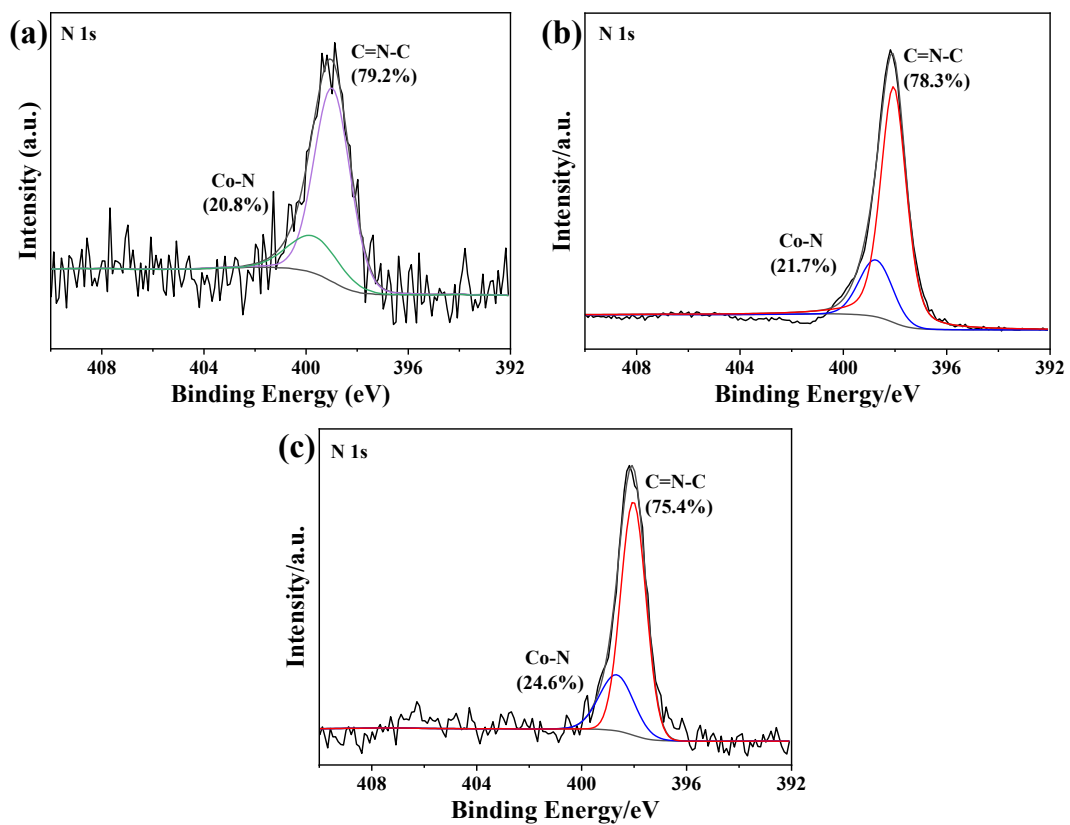 (a)
N 1s
C=N-C
(79.2%)
Co-N
(20.8%)
Intensity (a.u.)
408
404
400
396
392
Binding Energy (eV)
(b)
N 1s
C=N-C
(78.3%)
Co-N
(21.7%)
Intensity/a.u.
408
404
400
396
392
Binding Energy/eV
(c)
N 1s
C=N-C
(75.4%)
Co-N
(24.6%)
Intensity/a.u.
408
404
400
396
392
Binding Energy/eV